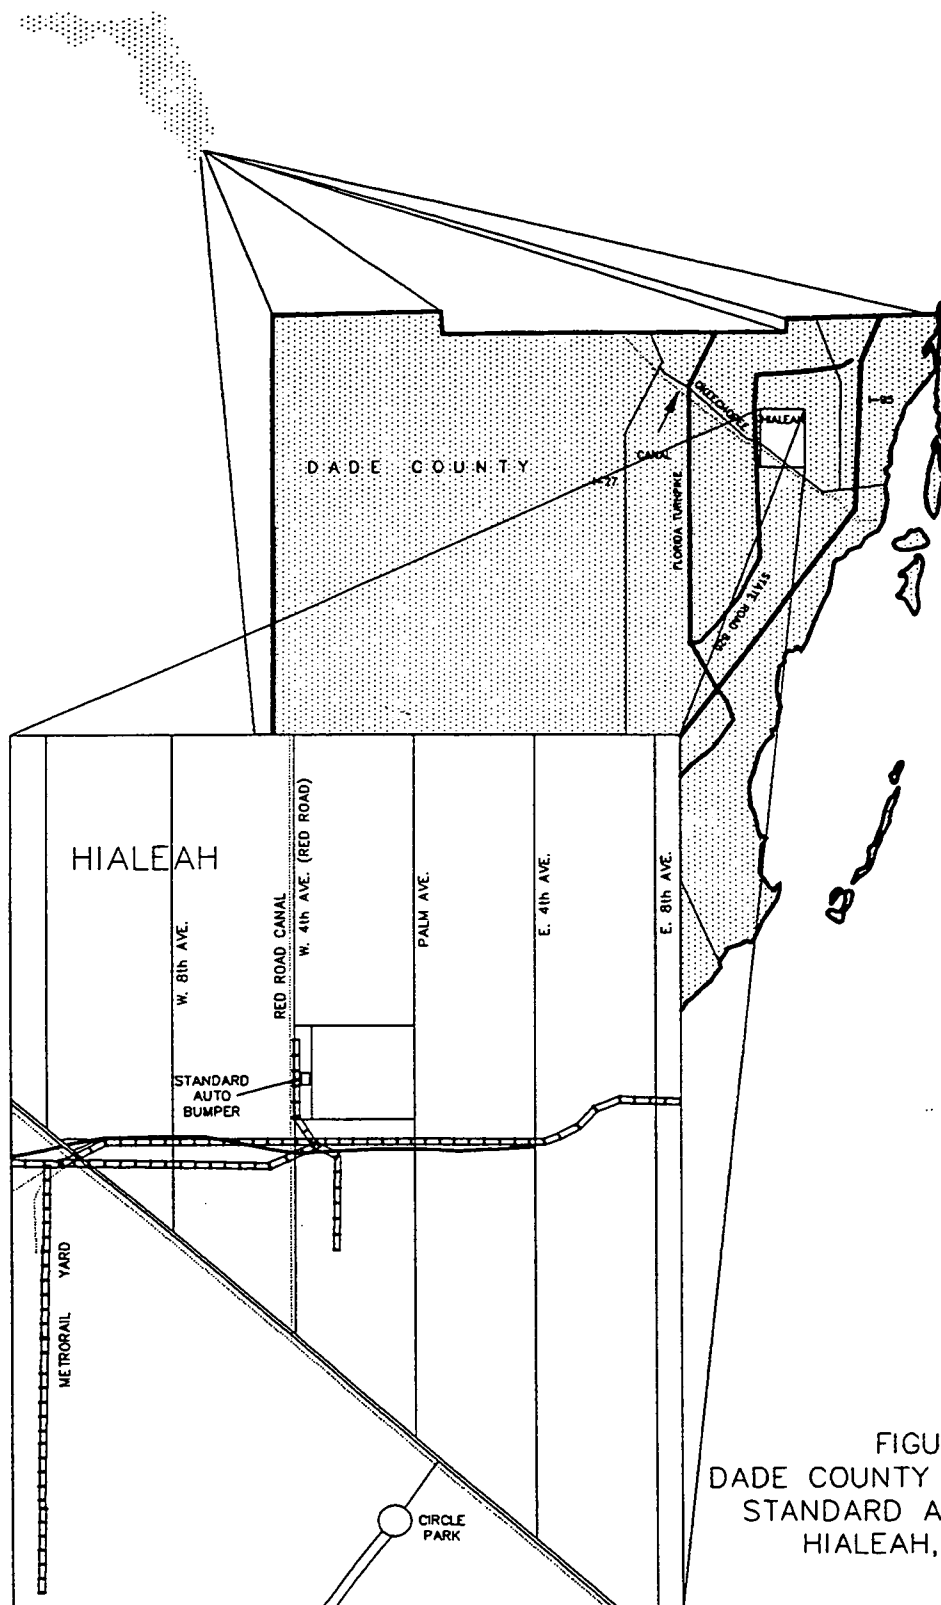 DADE COUNTY
OKEECHOBEE
CANAL
I-27
FLORIDA TURNPIKE
HIALEAH
I-95
STATE ROAD 826
HIALEAH
W. 8th AVE.
RED ROAD CANAL
W. 4th AVE. (RED ROAD)
PALM AVE.
E. 4th AVE.
E. 8th AVE.
STANDARD
AUTO
BUMPER
METRORAIL YARD
CIRCLE
PARK
FIGU
DADE COUNTY
STANDARD A
HIALEAH,